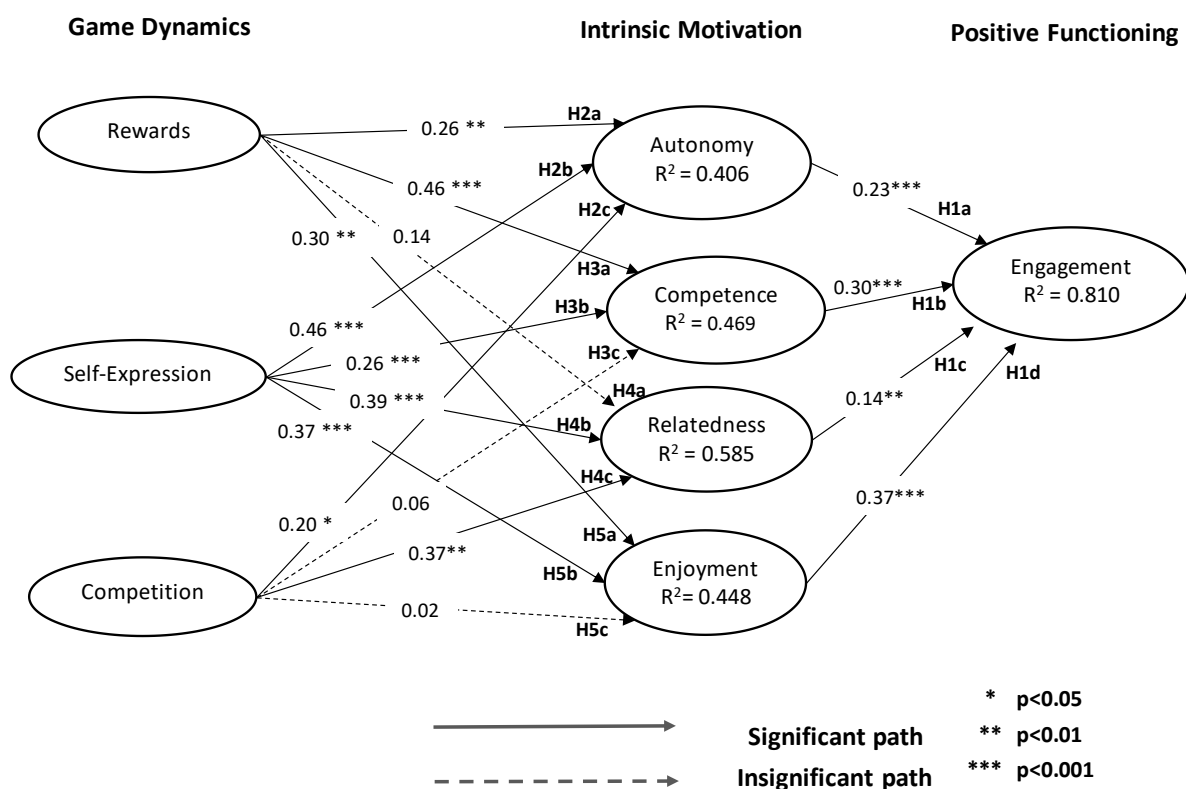 Game Dynamics
Intrinsic Motivation
Positive Functioning
Rewards
Self-Expression
Competition
0.26 **
0.46 ***
0.14
0.30 **
0.46 ***
0.26 ***
0.39 ***
0.37 ***
0.20 *
0.06
0.37**
0.02
H2a
H2b
H2c
H3a
H3b
H3c
H4a
H4b
H4c
H5a
H5b
H5c
Autonomy
R² = 0.406
Competence
R² = 0.469
Relatedness
R² = 0.585
Enjoyment
R²= 0.448
0.23***
0.30***
0.14**
0.37***
H1a
H1b
H1c
H1d
Engagement
R² = 0.810
Significant path
Insignificant path
* p<0.05
** p<0.01
*** p<0.001